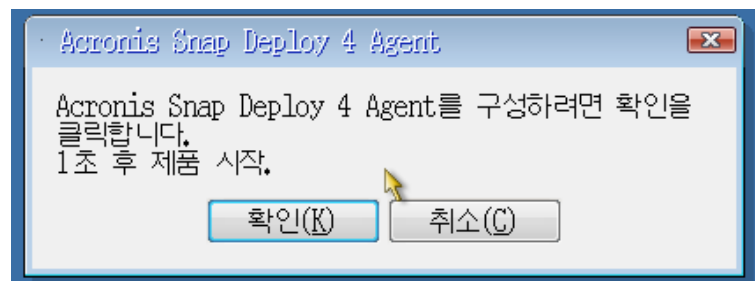 Acronis Snap Deploy 4 Agent
Acronis Snap Deploy 4 Agent를 구성하려면 확인을
클릭합니다.
1초 후 제품 시작.
확인(K) 취소(C)